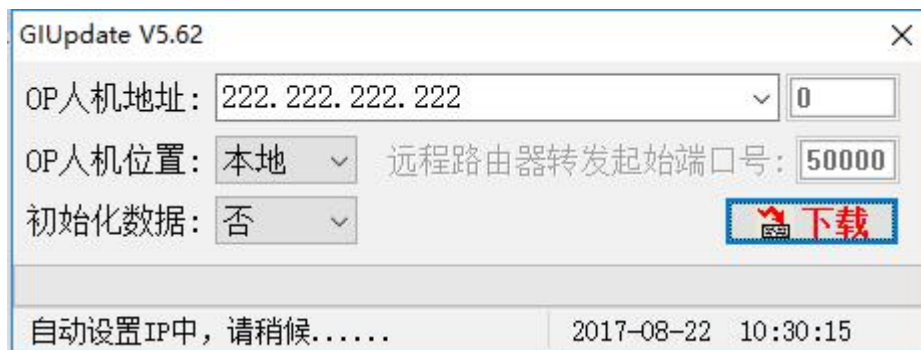 GIUpdate V5.62
OP人机地址: 222.222.222.222 0
OP人机位置: 本地 远程路由器转发起始端口号: 50000
初始化数据: 否 下载
自动设置IP中, 请稍候...... 2017-08-22 10:30:15